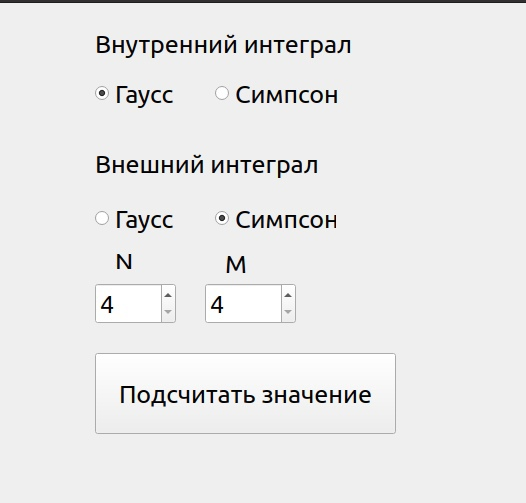 Внутренний интеграл
Гаусс Симпсон
Внешний интеграл
Гаусс Симпсон
N M
4 4
Подсчитать значение